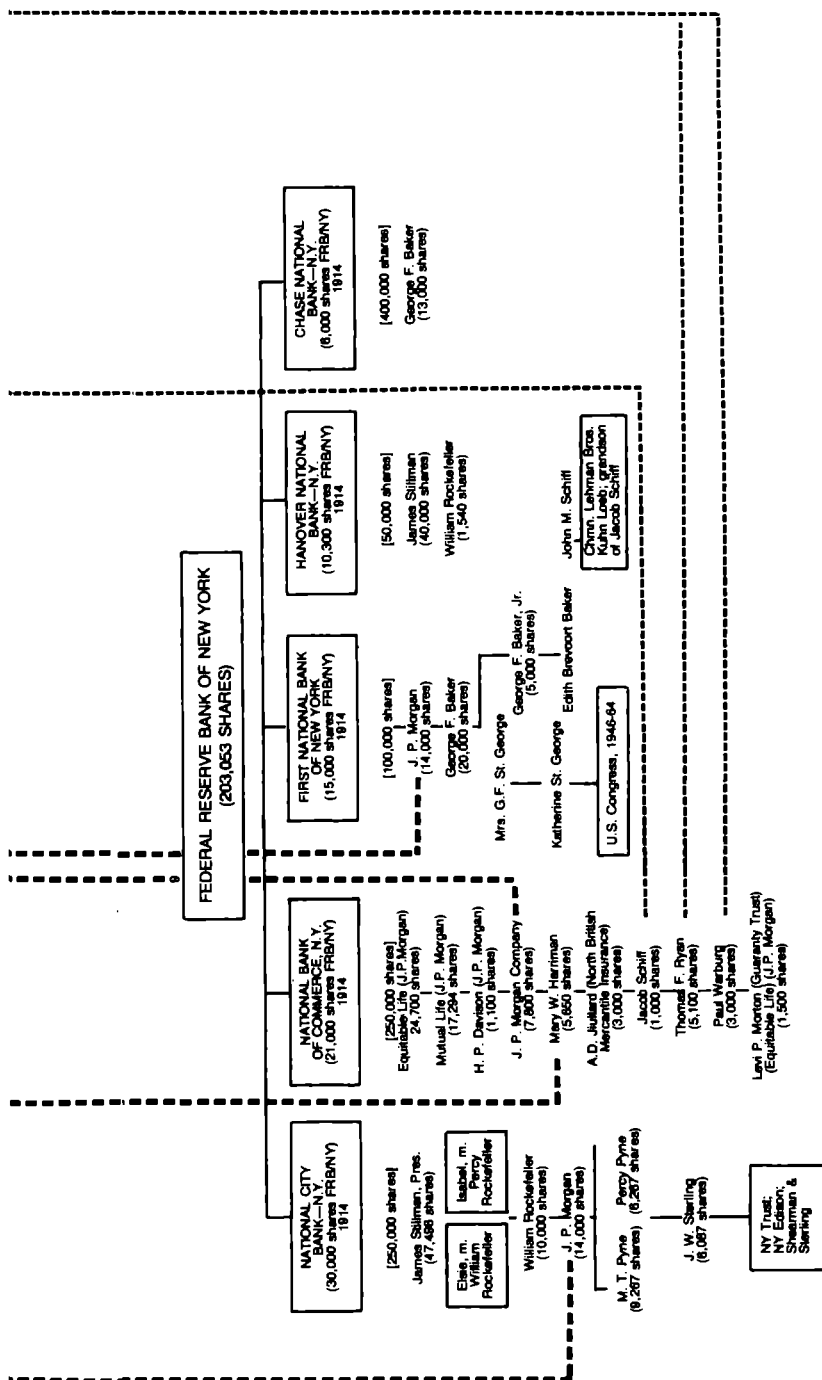 FEDERAL RESERVE BANK OF NEW YORK
(203,053 SHARES)
NATIONAL CITY
BANK—N.Y.
(30,000 shares FRB/NY)
1914
[250,000 shares]
James Stillman, Pres.
(47,498 shares)
Elsie, m.
William
Rockefeller
Isabel, m.
Percy
Rockefeller
William Rockefeller
(10,000 shares)
J. P. Morgan
(14,000 shares)
M. T. Pyne
(9,267 shares)
Percy Pyne
(6,267 shares)
J. W. Sterling
(6,067 shares)
NY Trust;
NY Edison;
Shearman &
Sterling
NATIONAL BANK
OF COMMERCE, N.Y.
(21,000 shares FRB/NY)
1914
[250,000 shares]
Equitable Life (J.P.Morgan)
24,700 shares)
Mutual Life (J.P. Morgan)
(17,294 shares)
H. P. Davison (J.P. Morgan)
(1,100 shares)
J. P. Morgan Company
(7,800 shares)
Mary W. Harriman
(5,650 shares)
A.D. Jiullard (North British
Mercantile Insurance)
(3,000 shares)
Jacob Schiff
(1,000 shares)
Thomas F. Ryan
(5,100 shares)
Paul Warburg
(3,000 shares)
Levi P. Morton (Guaranty Trust)
(Equitable Life) (J.P. Morgan)
(1,500 shares)
FIRST NATIONAL BANK
OF NEW YORK
(15,000 shares FRB/NY)
1914
[100,000 shares]
J. P. Morgan
(14,000 shares)
George F. Baker
(20,000 shares)
Mrs. G.F. St. George
George F. Baker, Jr.
(5,000 shares)
Katherine St. George
Edith Brevoort Baker
U.S. Congress, 1946-64
HANOVER NATIONAL
BANK—N.Y.
(10,300 shares FRB/NY)
1914
[50,000 shares]
James Stillman
(40,000 shares)
William Rockefeller
(1,540 shares)
John M. Schiff
Chmn. Lehman Bros.
Kuhn Loeb; grandson
of Jacob Schiff
CHASE NATIONAL
BANK—N.Y.
(6,000 shares FRB/NY)
1914
[400,000 shares]
George F. Baker
(13,000 shares)